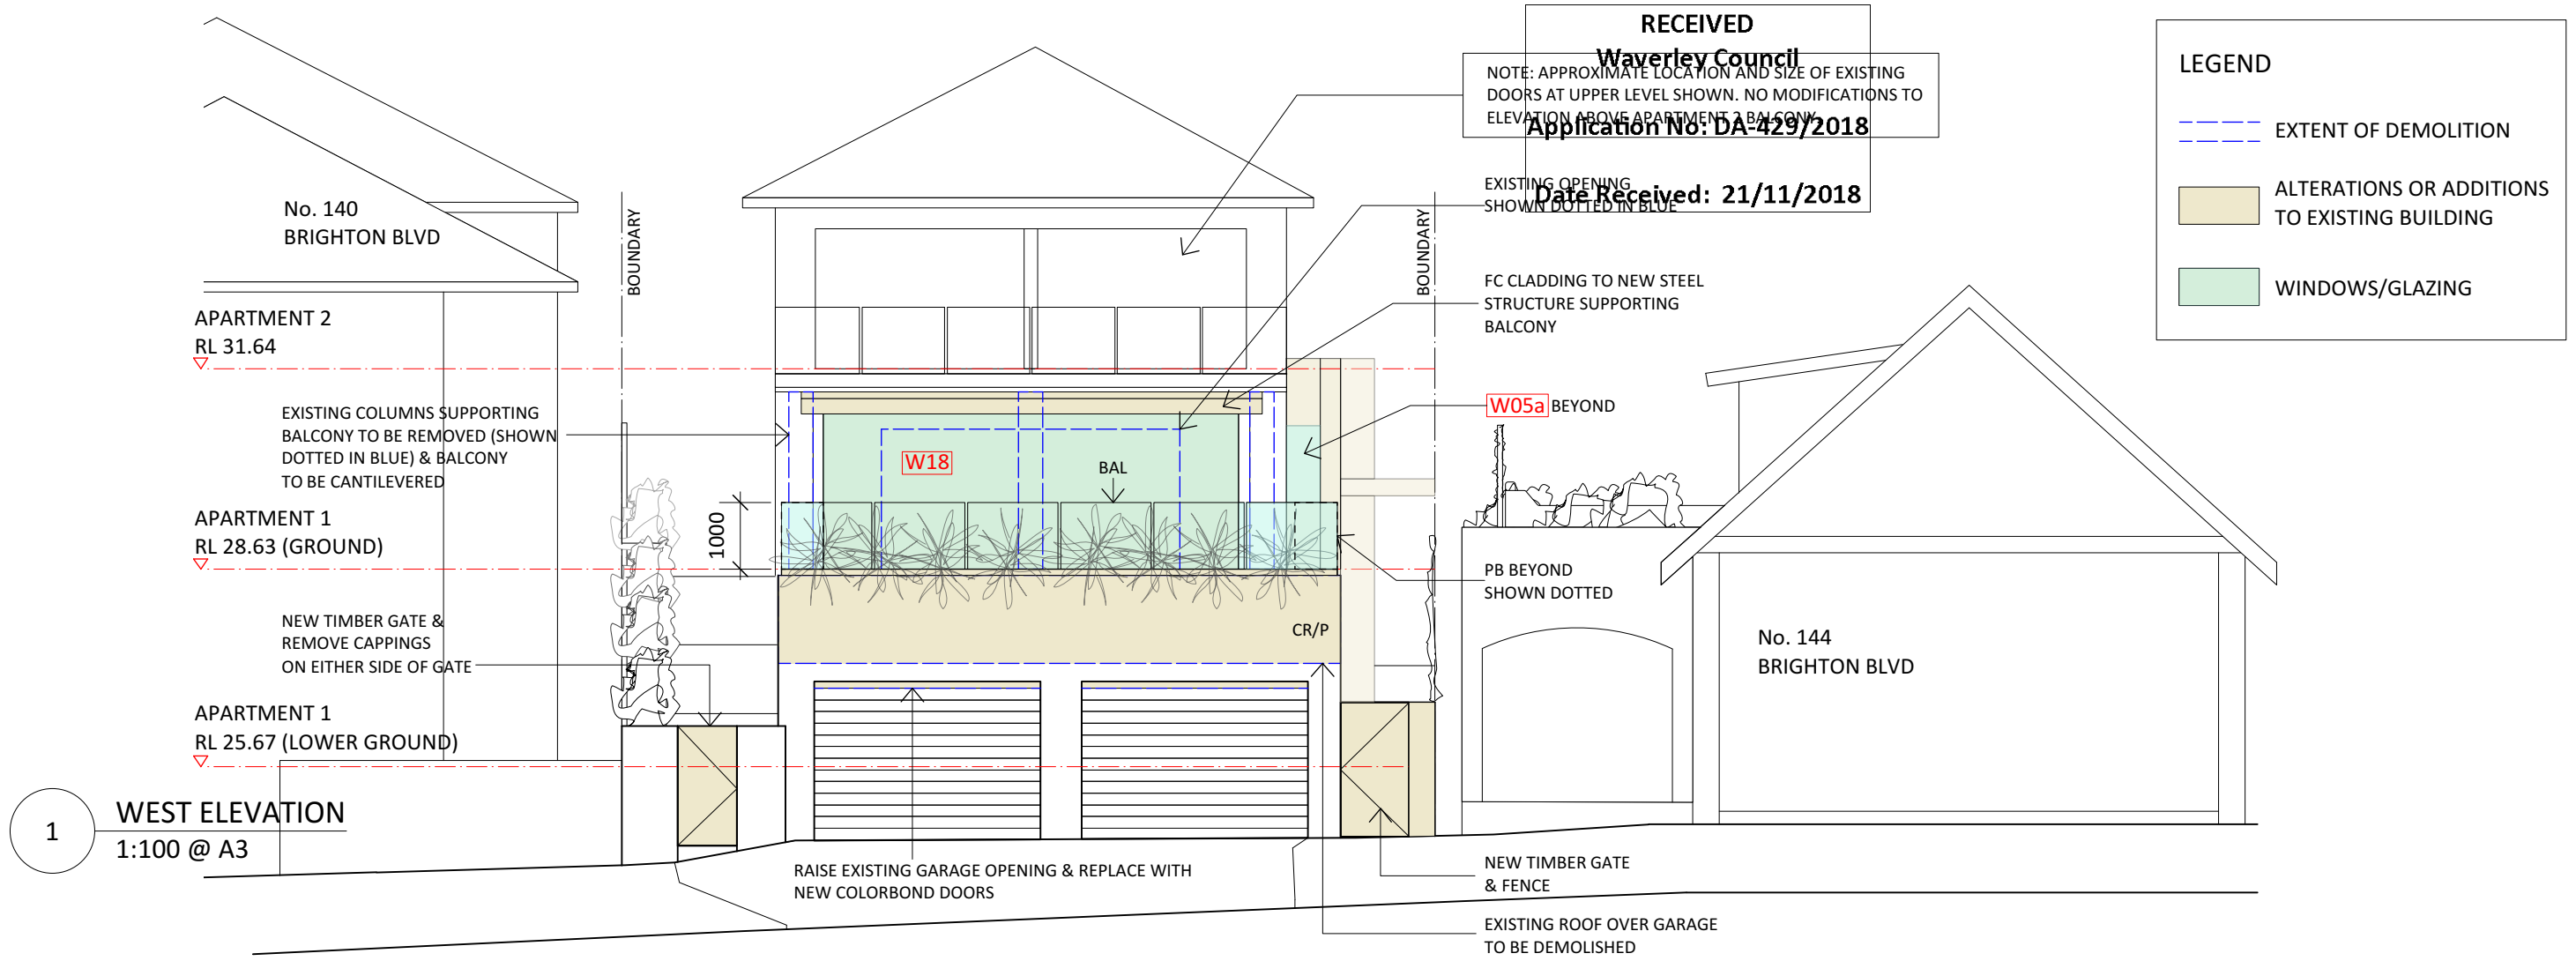 RECEIVED
Waverley Council
Application No: DA-429/2018
Date Received: 21/11/2018
NOTE: APPROXIMATE LOCATION AND SIZE OF EXISTING
DOORS AT UPPER LEVEL SHOWN. NO MODIFICATIONS TO
ELEVATION ABOVE APARTMENT 2 BALCONY.
LEGEND
EXTENT OF DEMOLITION
ALTERATIONS OR ADDITIONS
TO EXISTING BUILDING
WINDOWS/GLAZING
EXISTING OPENING
SHOWN DOTTED IN BLUE
No. 140
BRIGHTON BLVD
BOUNDARY
BOUNDARY
FC CLADDING TO NEW STEEL
STRUCTURE SUPPORTING
BALCONY
APARTMENT 2
RL 31.64
W05a BEYOND
EXISTING COLUMNS SUPPORTING
BALCONY TO BE REMOVED (SHOWN
DOTTED IN BLUE) & BALCONY
TO BE CANTILEVERED
W18
BAL
1000
APARTMENT 1
RL 28.63 (GROUND)
PB BEYOND
SHOWN DOTTED
NEW TIMBER GATE &
REMOVE CAPPINGS
ON EITHER SIDE OF GATE
CR/P
No. 144
BRIGHTON BLVD
APARTMENT 1
RL 25.67 (LOWER GROUND)
1
WEST ELEVATION
1:100 @ A3
RAISE EXISTING GARAGE OPENING & REPLACE WITH
NEW COLORBOND DOORS
NEW TIMBER GATE
& FENCE
EXISTING ROOF OVER GARAGE
TO BE DEMOLISHED